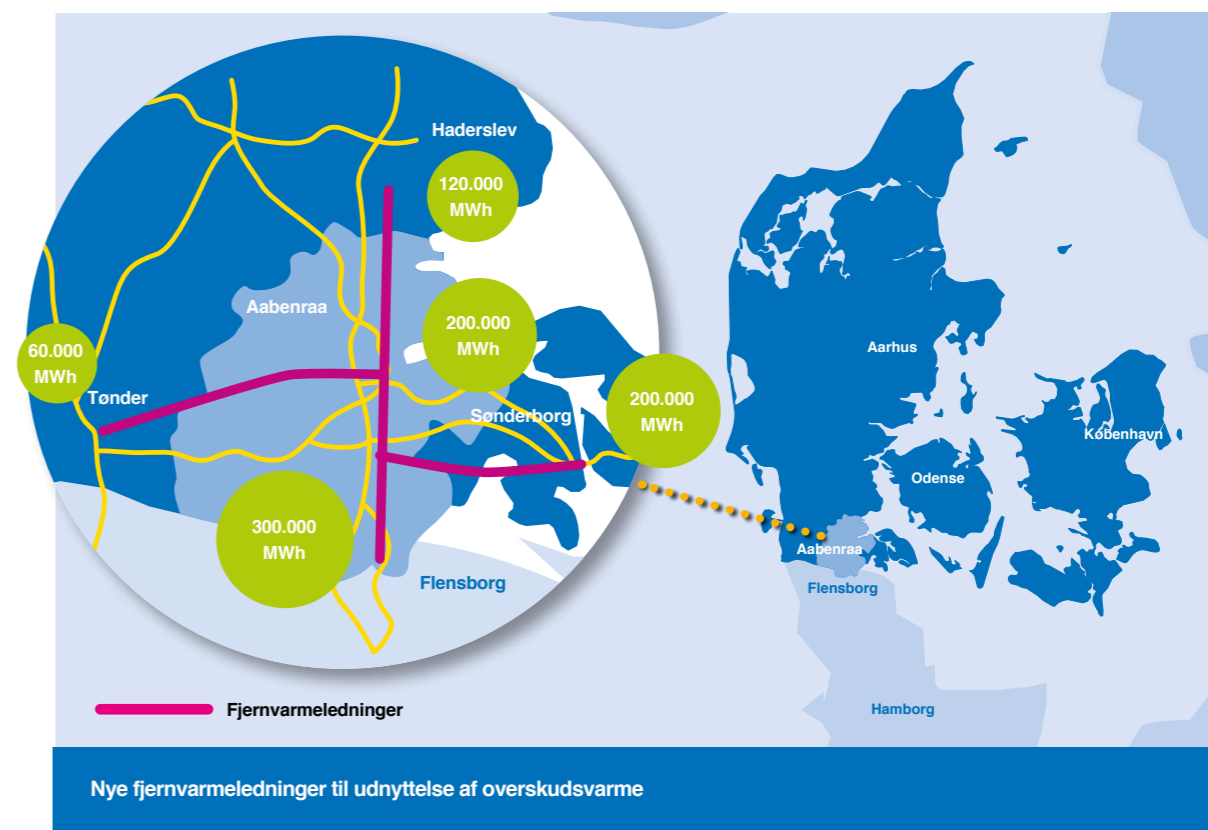 Haderslev
120.000
MWh
Aabenraa
200.000
MWh
60.000
MWh
Tønder
Sønderborg
200.000
MWh
300.000
MWh
Flensborg
Fjernvarmeledninger
Aarhus
København
Odense
Aabenraa
Flensborg
Hamborg
Nye fjernvarmeledninger til udnyttelse af overskudsvarme